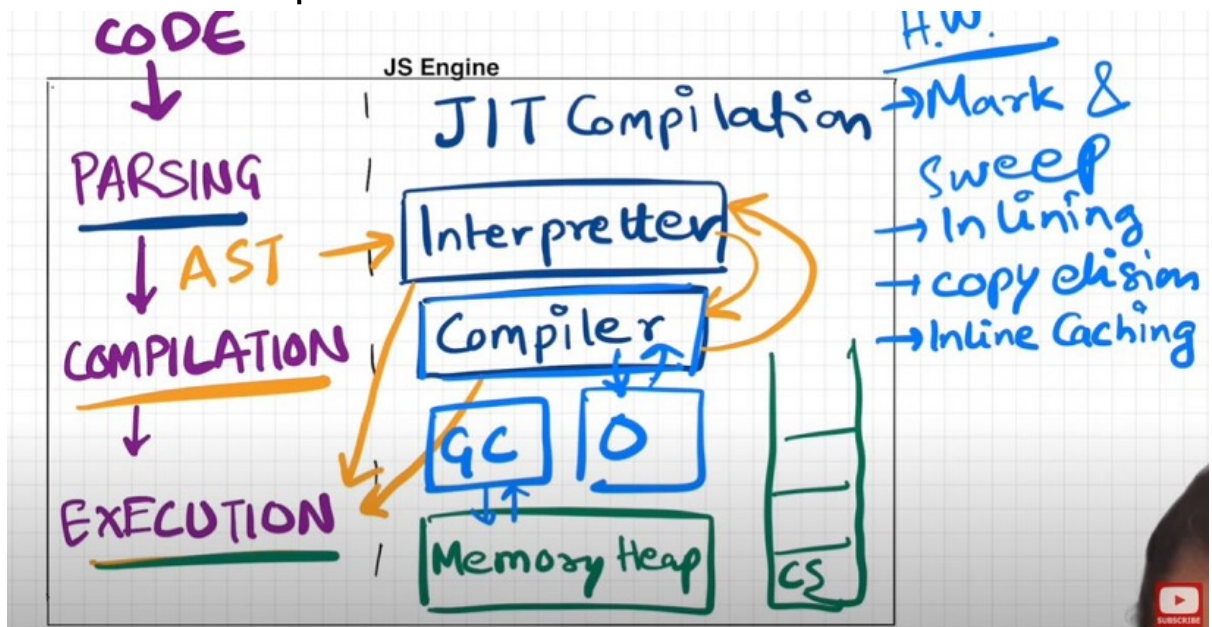 CODE
JS Engine
PARSING
AST
COMPILATION
EXECUTION
JIT Compilation
Interpretter
Compiler
GC
O
Memory Heap
CS
H.W.
→Mark &
Sweep
→Inlining
→copy elision
→Inline Caching
SUBSCRIBE